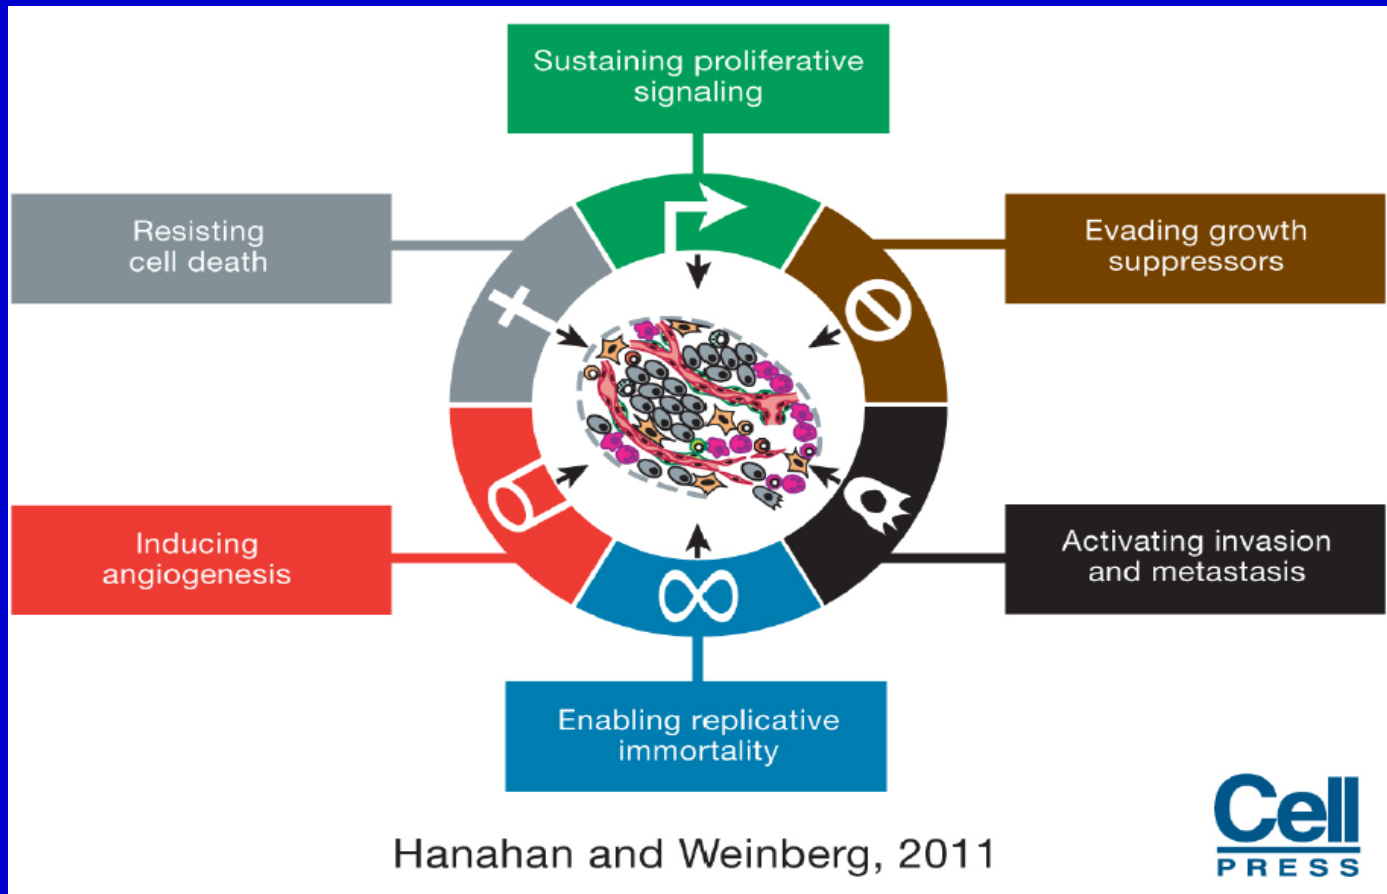 Sustaining proliferative
signaling
Resisting
cell death
Evading growth
suppressors
Inducing
angiogenesis
Activating invasion
and metastasis
Enabling replicative
immortality
Hanahan and Weinberg, 2011
Cell
PRESS